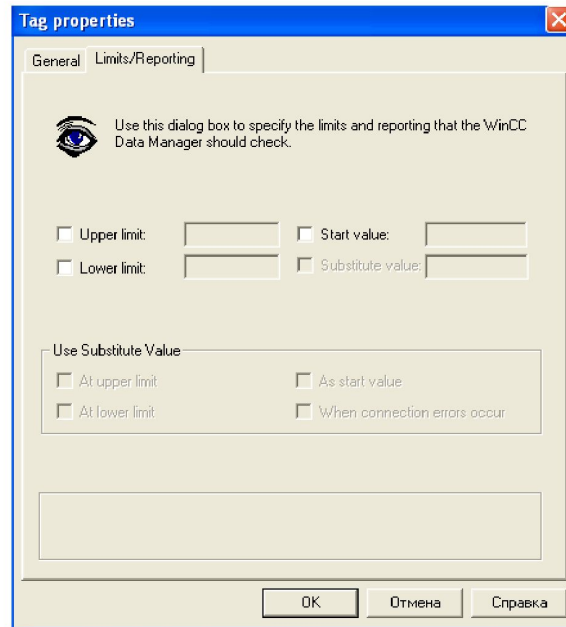 Tag properties
General Limits/Reporting
Use this dialog box to specify the limits and reporting that the WinCC
Data Manager should check.
Upper limit: Start value:
Lower limit: Substitute value:
Use Substitute Value
At upper limit As start value
At lower limit When connection errors occur
OK Отмена Справка